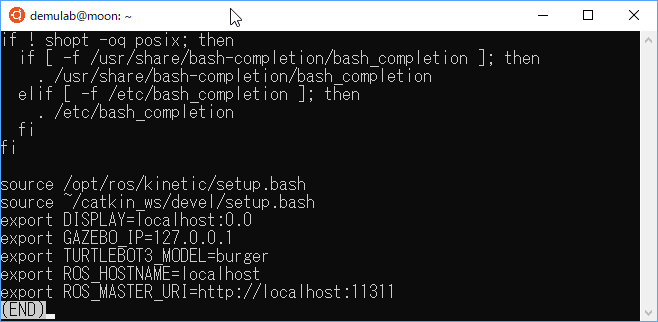 demulab@moon: ~
if ! shopt -oq posix; then
  if [ -f /usr/share/bash-completion/bash_completion ]; then
    . /usr/share/bash-completion/bash_completion
  elif [ -f /etc/bash_completion ]; then
    . /etc/bash_completion
  fi
fi

source /opt/ros/kinetic/setup.bash
source ~/catkin_ws/devel/setup.bash
export DISPLAY=localhost:0.0
export GAZEBO_IP=127.0.0.1
export TURTLEBOT3_MODEL=burger
export ROS_HOSTNAME=localhost
export ROS_MASTER_URI=http://localhost:11311
(END)